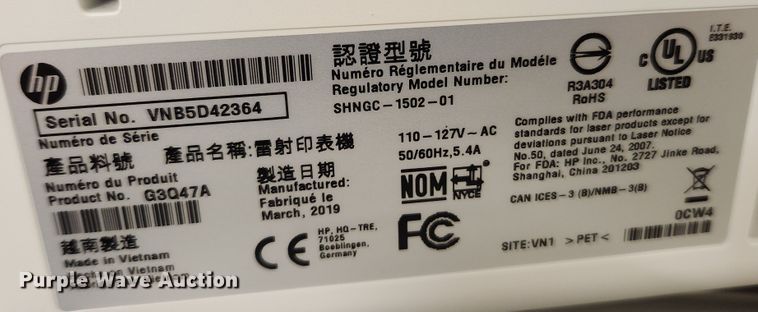 hp
Serial No. VNB5D42364
Numéro de Série
產品料號
Numéro du Produit
Product No. G3Q47A
越南製造
Made in Vietnam
Vietnam
產品名稱:雷射印表機
製造日期
Manufactured:
Fabriqué le
March, 2019
CE
HP, HQ-TRE,
71025
Boeblingen,
Germany
認證型號
Numéro Réglementaire du Modéle
Regulatory Model Number:
SHNGC-1502-01
110-127V~AC
50/60Hz,5.4A
NOM
NYCE
FC
R3A304
RoHS
I.T.E.
E331930
C UL US
LISTED
Complies with FDA performance
standards for laser products except for
deviations pursuant to Laser Notice
No.50, dated June 24, 2007.
For FDA: HP Inc., No. 2727 Jinke Road,
Shanghai, China 201203
CAN ICES-3 (B)/NMB-3(B)
0CW4
SITE:VN1 >PET<
Purple Wave Auction